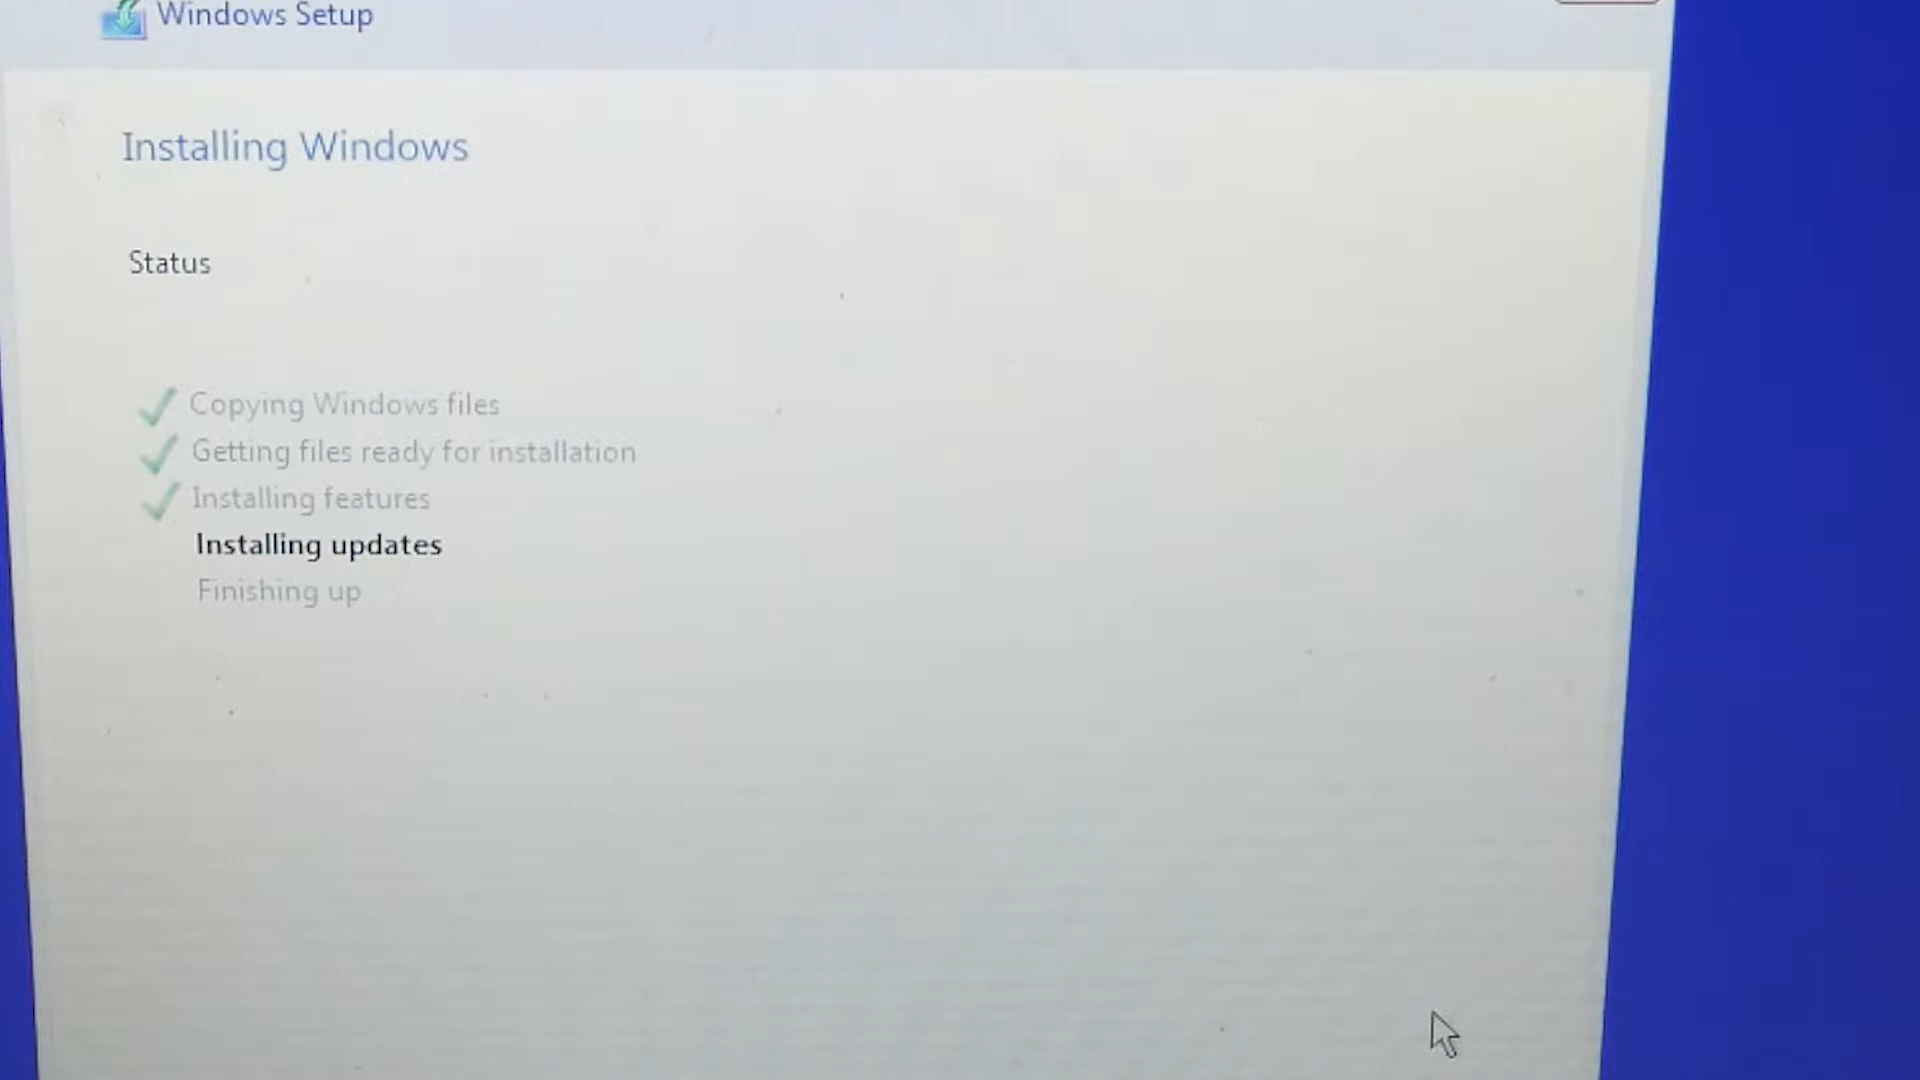 Windows Setup
Installing Windows
Status
Copying Windows files
Getting files ready for installation
Installing features
Installing updates
Finishing up